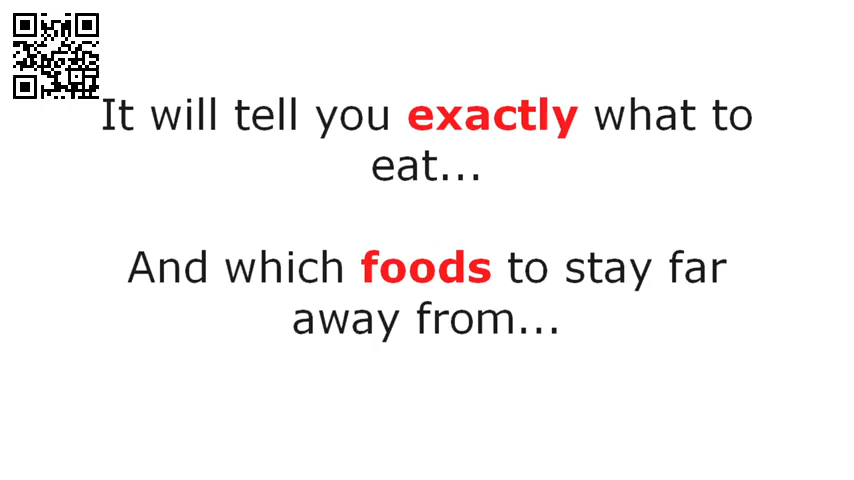 It will tell you exactly what to
eat...
And which foods to stay far
away from...